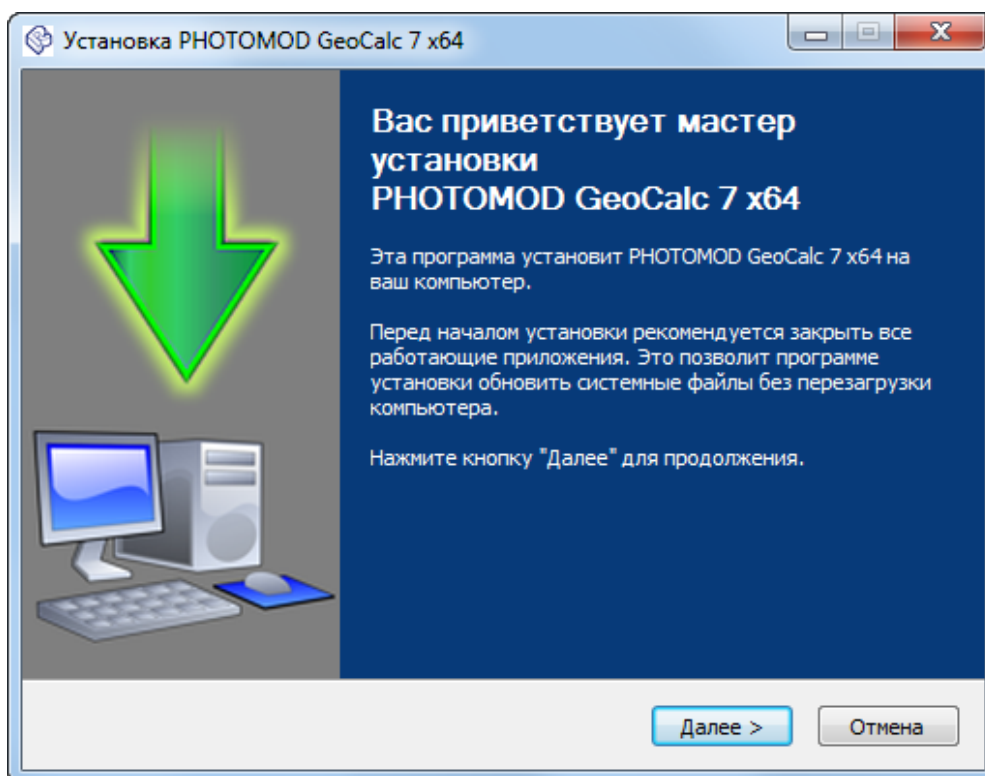 Установка PHOTOMOD GeoCalc 7 x64
Вас приветствует мастер
установки
PHOTOMOD GeoCalc 7 x64
Эта программа установит PHOTOMOD GeoCalc 7 x64 на
ваш компьютер.
Перед началом установки рекомендуется закрыть все
работающие приложения. Это позволит программе
установки обновить системные файлы без перезагрузки
компьютера.
Нажмите кнопку "Далее" для продолжения.
Далее >
Отмена